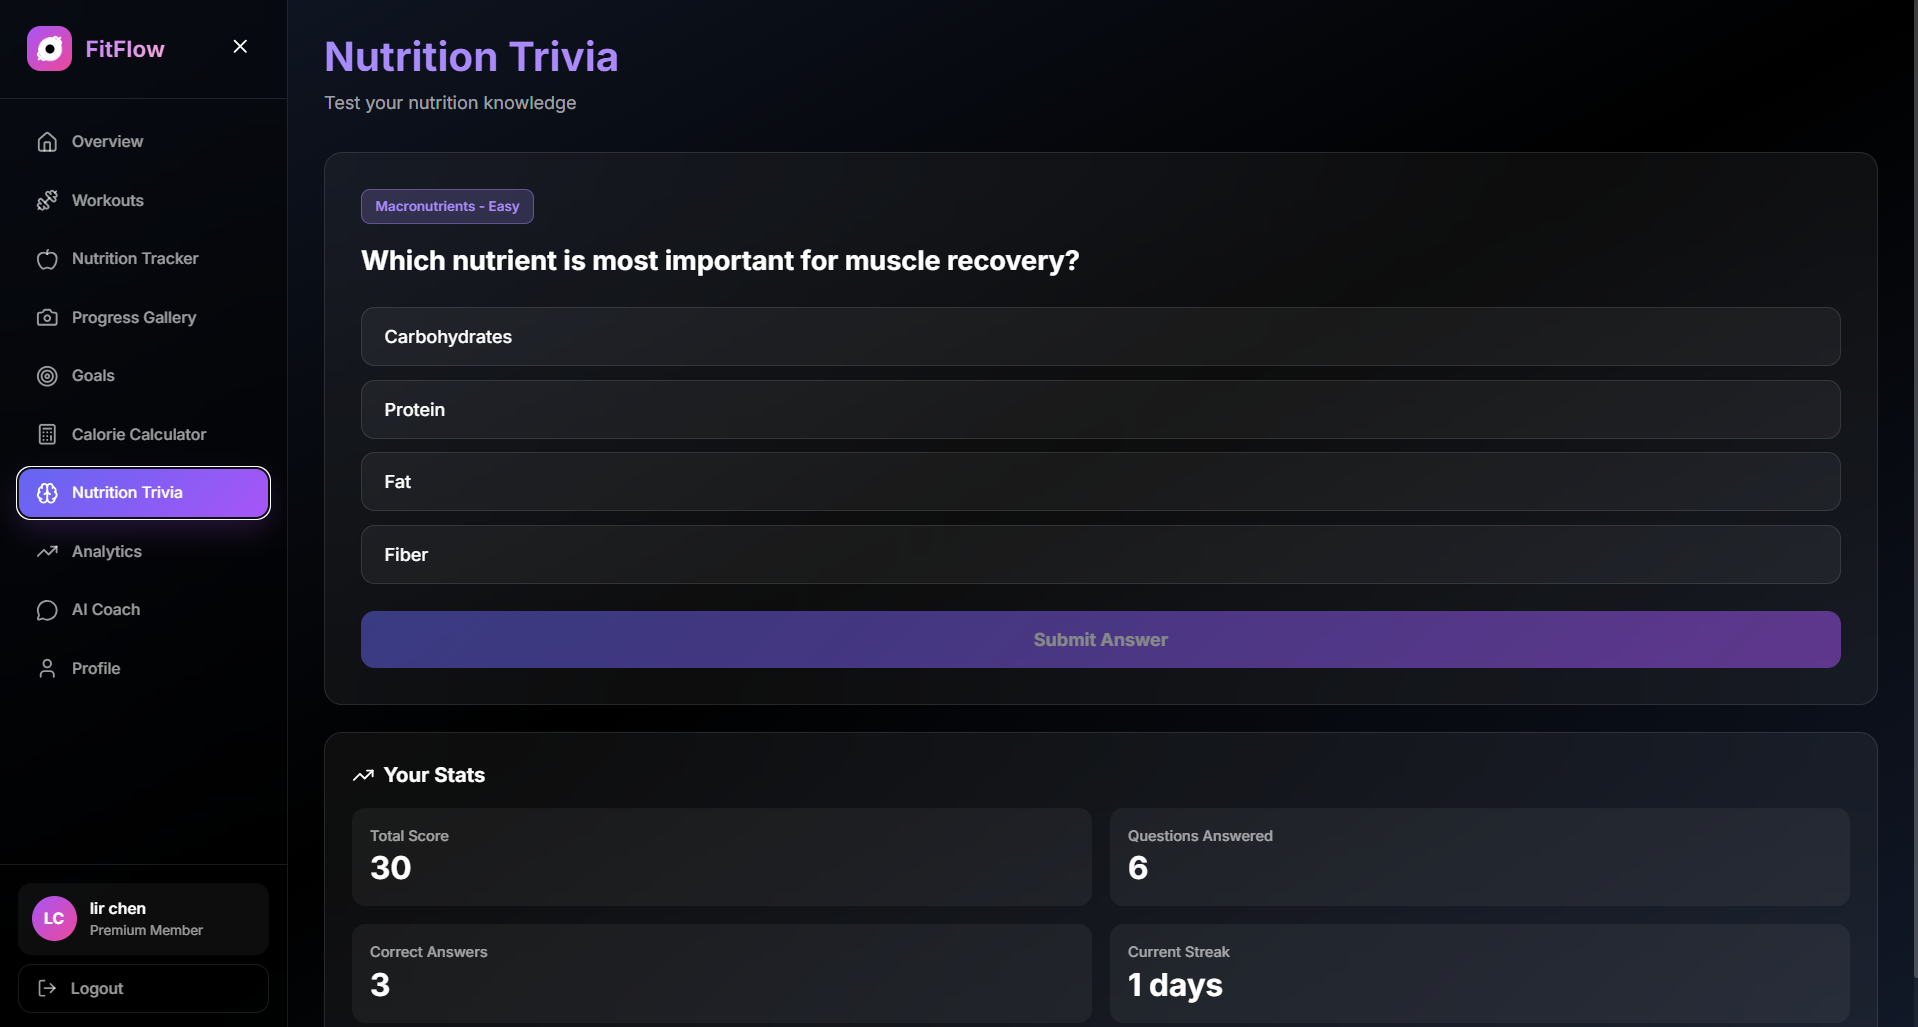 FitFlow
Overview
Workouts
Nutrition Tracker
Progress Gallery
Goals
Calorie Calculator
Nutrition Trivia
Analytics
AI Coach
Profile
LC
lir chen
Premium Member
Logout
Nutrition Trivia
Test your nutrition knowledge
Macronutrients - Easy
Which nutrient is most important for muscle recovery?
Carbohydrates
Protein
Fat
Fiber
Submit Answer
Your Stats
Total Score
30
Questions Answered
6
Correct Answers
3
Current Streak
1 days